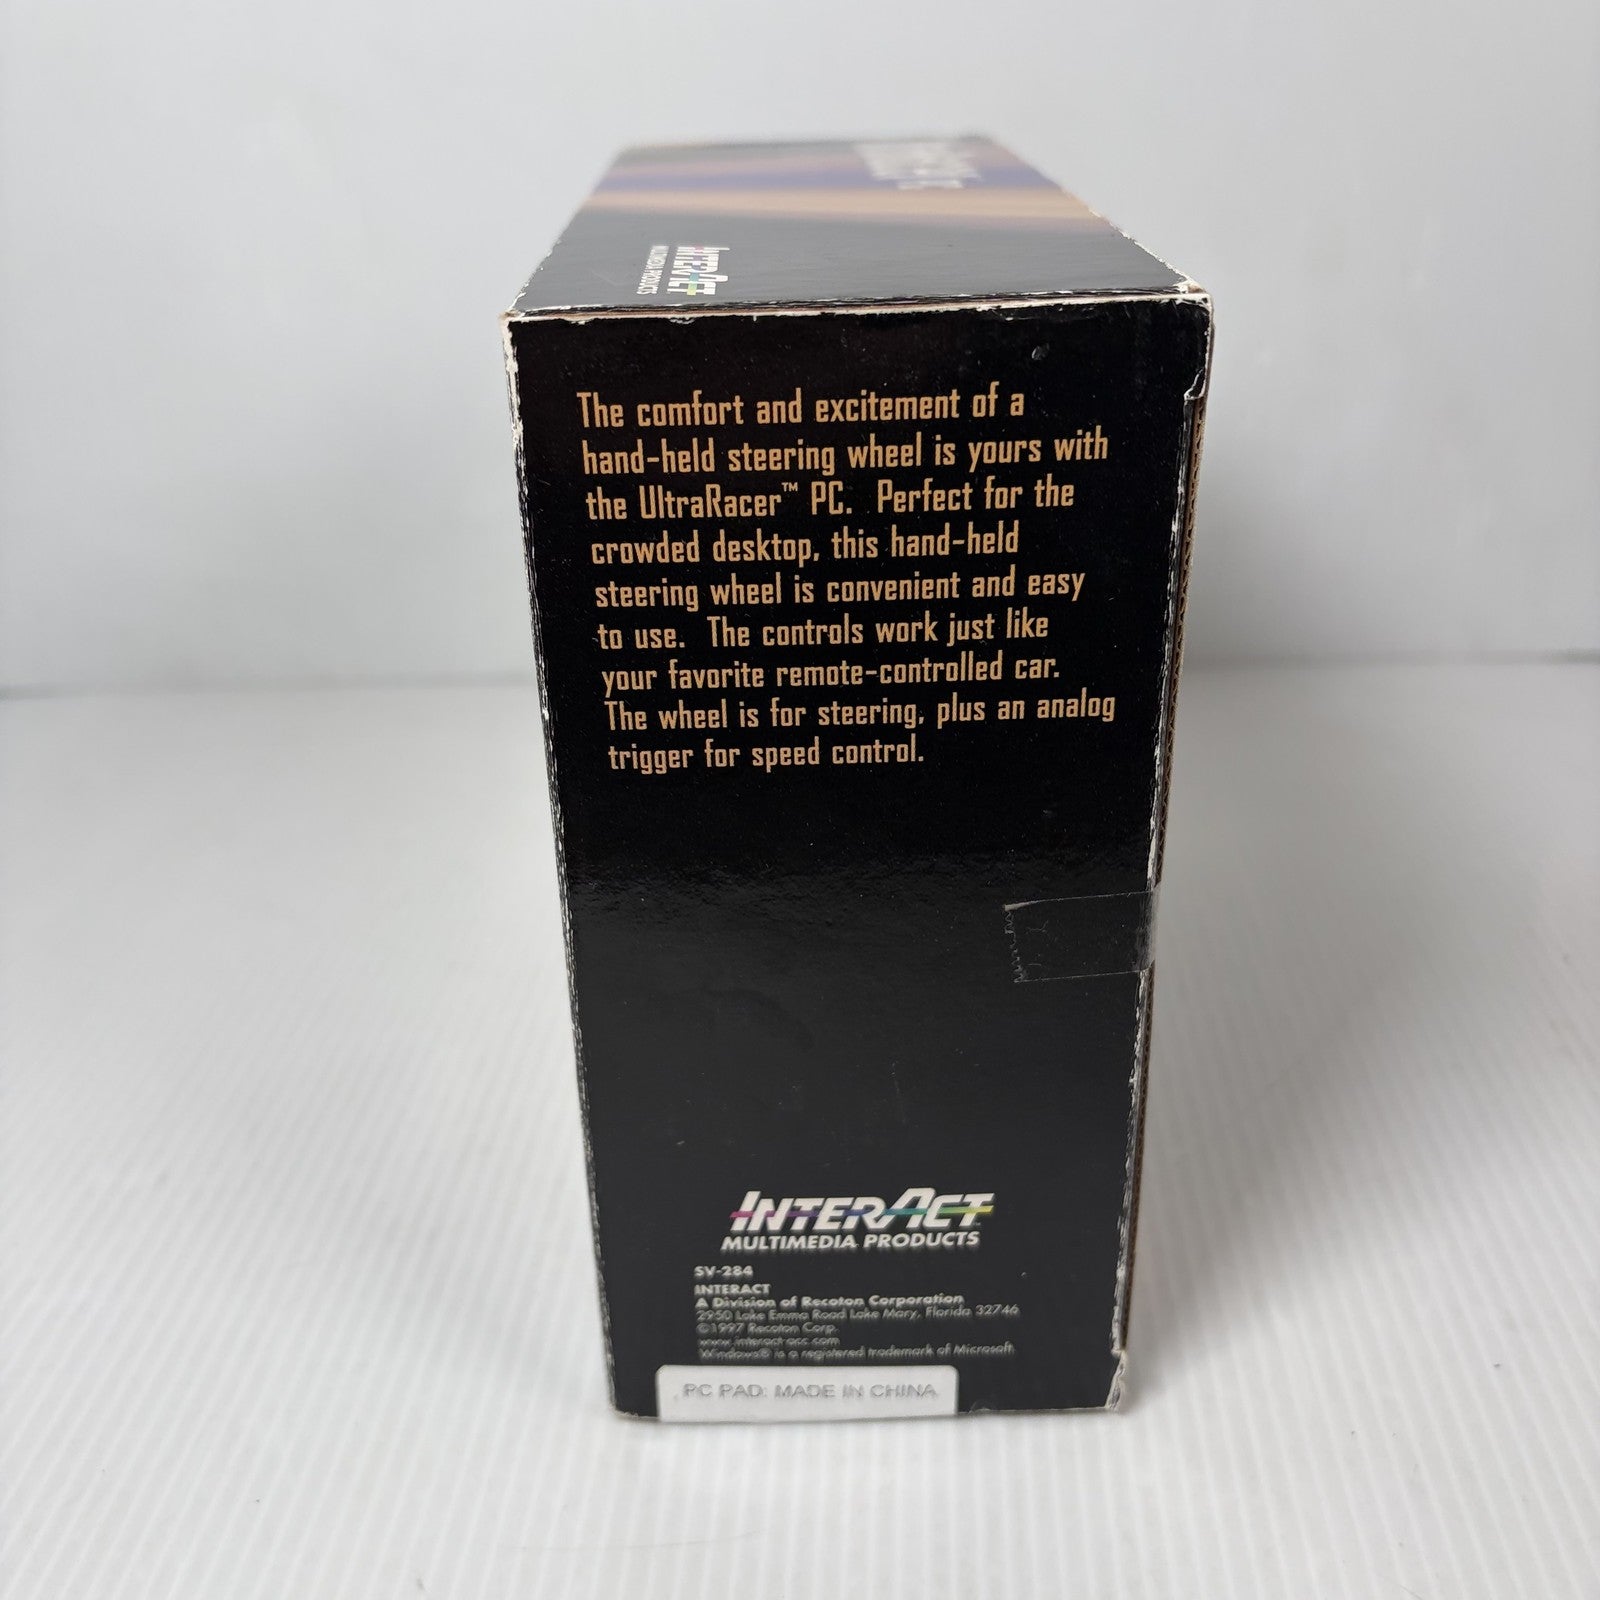 INTERACT
MULTIMEDIA PRODUCTS
The comfort and excitement of a
hand-held steering wheel is yours with
the UltraRacer™ PC. Perfect for the
crowded desktop, this hand-held
steering wheel is convenient and easy
to use. The controls work just like
your favorite remote-controlled car.
The wheel is for steering, plus an analog
trigger for speed control.
INTERACT
MULTIMEDIA PRODUCTS
SV-284
INTERACT
A Division of Recoton Corporation
2950 Lake Emma Road Lake Mary, Florida 32746
©1997 Recoton Corp.
www.interact-acc.com
Windows® is a registered trademark of Microsoft.
PC PAD: MADE IN CHINA